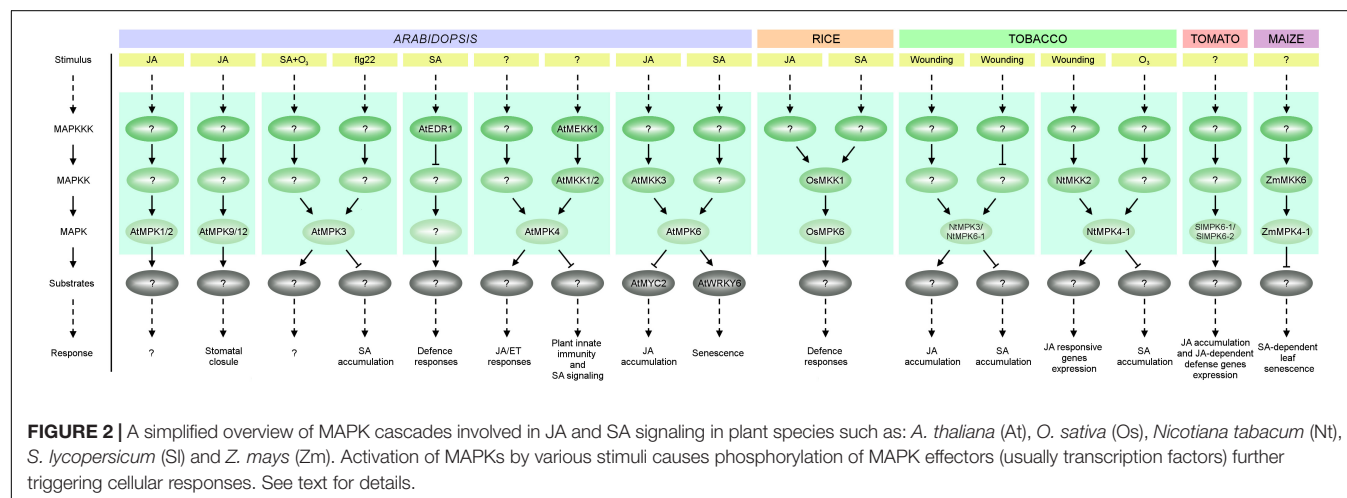 ARABIDOPSIS RICE TOBACCO TOMATO MAIZE
Stimulus JA JA SA+O₃ flg22 SA ? ? JA SA JA SA Wounding Wounding Wounding O₃ ? ?
MAPKKK ? ? ? ? AtEDR1 ? AtMEKK1 ? ? ? ? ? ? ? ? ? ?
MAPKK ? ? ? ? ? AtMKK1/2 AtMKK3 ? OsMKK1 ? ? NtMKK2 ? ? ZmMKK6
MAPK AtMPK1/2 AtMPK9/12 AtMPK3 ? AtMPK4 AtMPK6 OsMPK6 NtMPK3/ NtMPK4-1 SlMPK6-1/ ZmMPK4-1
NtMPK6-1 SlMPK6-2
Substrates ? ? ? ? ? ? ? AtMYC2 AtWRKY6 ? ? ? ? ? ? ?
Response ? Stomatal closule ? SA accumulation Defence responses JA/ET responses Plant innate immunity and SA signaling JA accumulation Senescence Defence responses JA accumulation SA accumulation JA responsive genes expression SA accumulation JA accumulation and JA-dependent defense genes expression SA-dependent leaf senescence
FIGURE 2 | A simplified overview of MAPK cascades involved in JA and SA signaling in plant species such as: A. thaliana (At), O. sativa (Os), Nicotiana tabacum (Nt),
S. lycopersicum (Sl) and Z. mays (Zm). Activation of MAPKs by various stimuli causes phosphorylation of MAPK effectors (usually transcription factors) further
triggering cellular responses. See text for details.